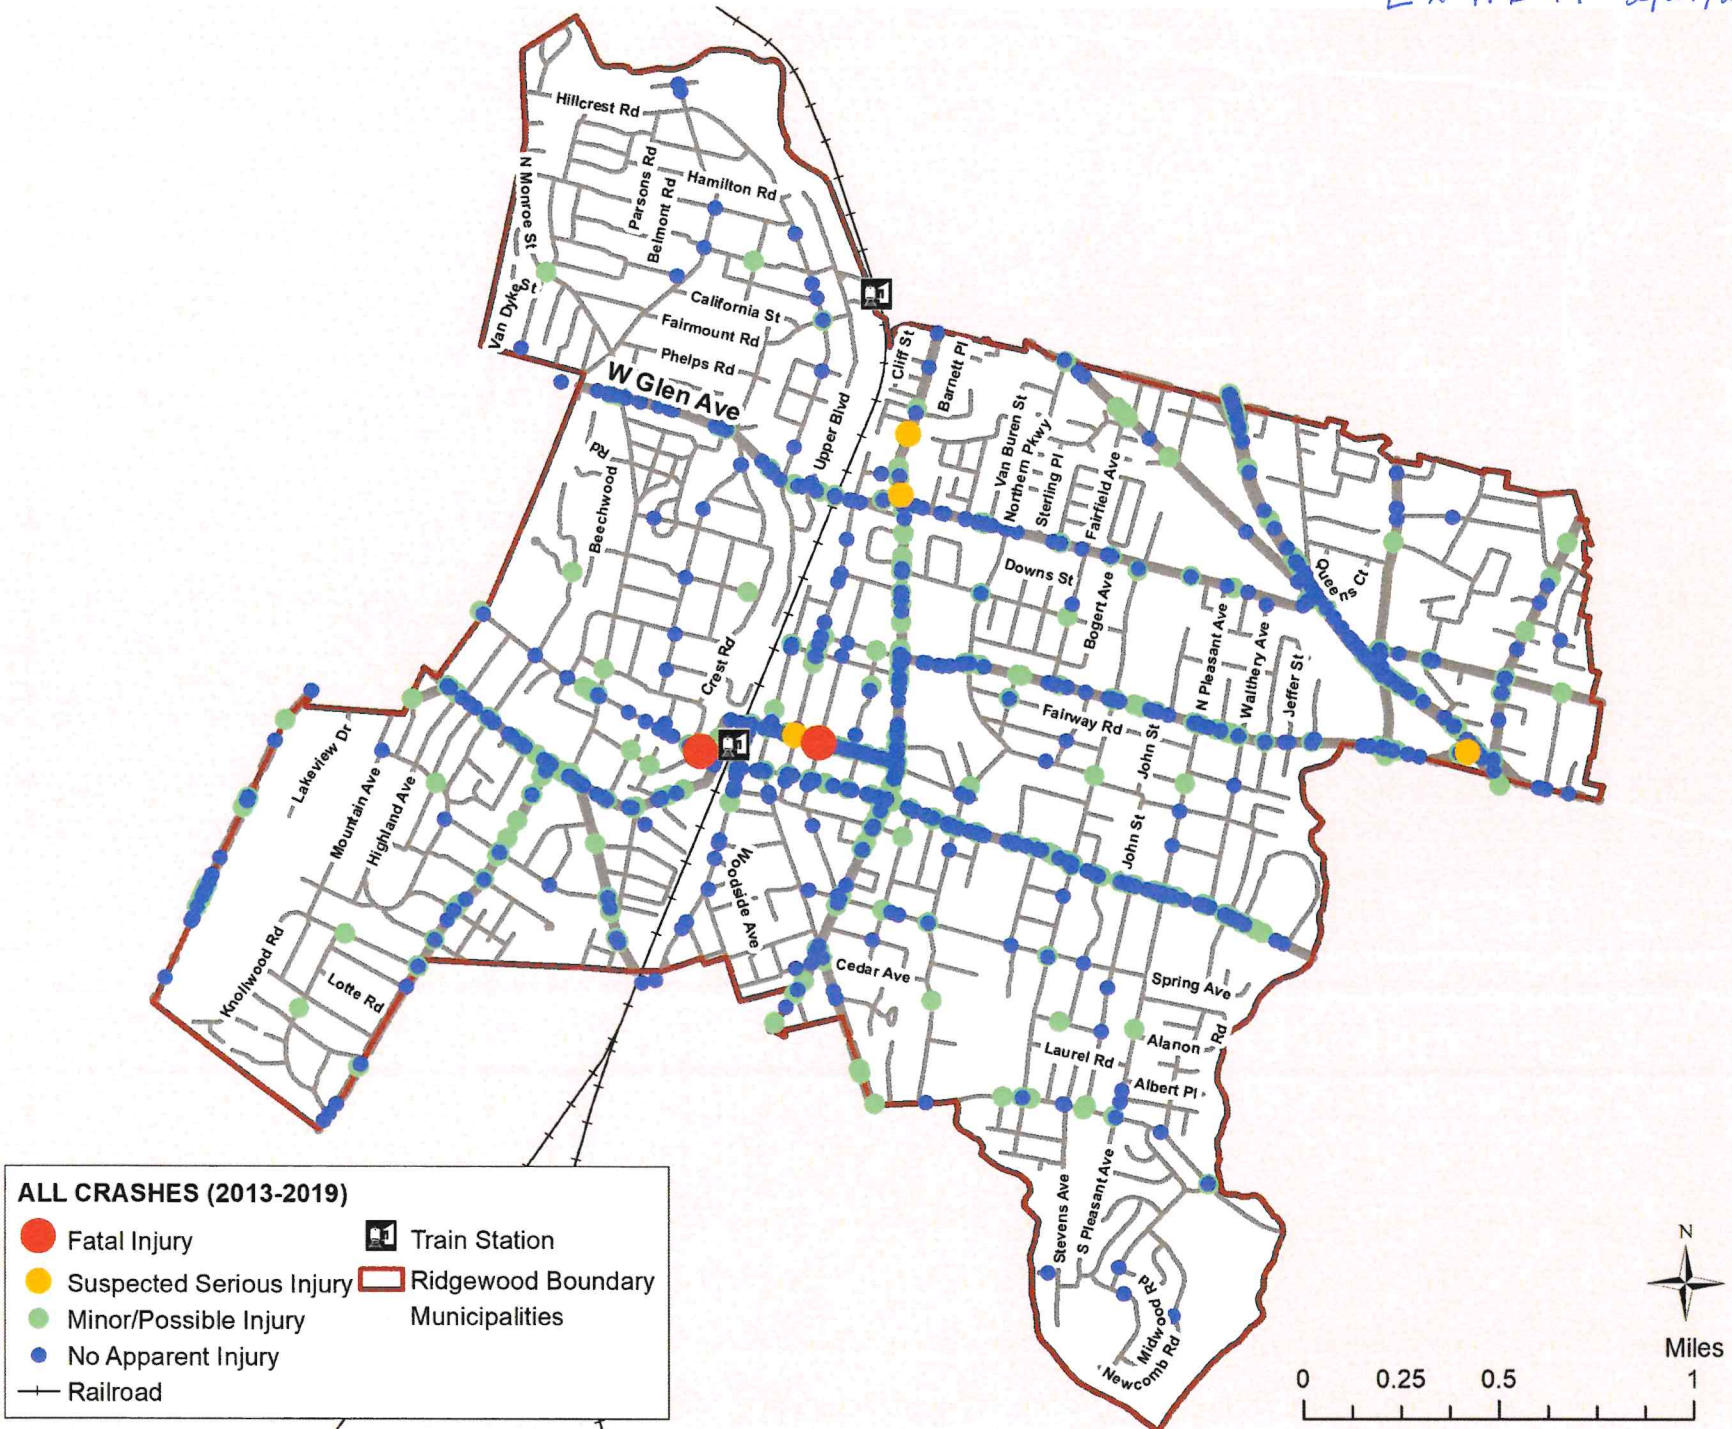 Hillcrest Rd
N Monroe St
Parsons Rd
Belmont Rd
Hamilton Rd
Van Dyke St
California St
Fairmount Rd
Phelps Rd
W Glen Ave
Upper Blvd
Cliff St
Barnett Pl
Van Buren St
Northern Pkwy
Sterling Pl
Fairfield Ave
Beechwood Rd
Downs St
Bogert Ave
Queens Ct
N Pleasant Ave
Walthery Ave
Jeffer St
Crest Rd
Fairway Rd
John St
John St
Lakeview Dr
Mountain Ave
Highland Ave
Woodside Ave
Knollwood Rd
Lotte Rd
Cedar Ave
Spring Ave
Alanon Rd
Laurel Rd
Albert Pl
Stevens Ave
S Pleasant Ave
Midwood Rd
Newcomb Rd
ALL CRASHES (2013-2019)
Fatal Injury
Suspected Serious Injury
Minor/Possible Injury
No Apparent Injury
Railroad
Train Station
Ridgewood Boundary
Municipalities
N
Miles
0 0.25 0.5 1